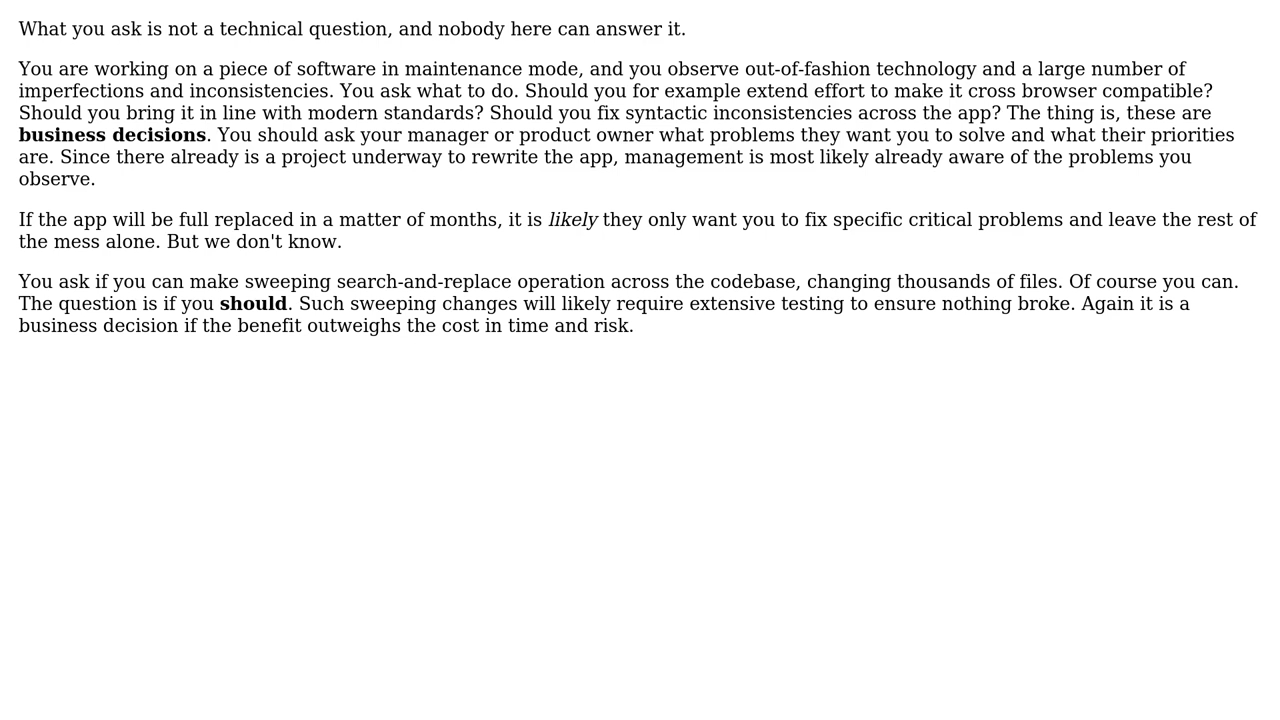 What you ask is not a technical question, and nobody here can answer it.
You are working on a piece of software in maintenance mode, and you observe out-of-fashion technology and a large number of
imperfections and inconsistencies. You ask what to do. Should you for example extend effort to make it cross browser compatible?
Should you bring it in line with modern standards? Should you fix syntactic inconsistencies across the app? The thing is, these are
business decisions. You should ask your manager or product owner what problems they want you to solve and what their priorities
are. Since there already is a project underway to rewrite the app, management is most likely already aware of the problems you
observe.
If the app will be full replaced in a matter of months, it is likely they only want you to fix specific critical problems and leave the rest of
the mess alone. But we don't know.
You ask if you can make sweeping search-and-replace operation across the codebase, changing thousands of files. Of course you can.
The question is if you should. Such sweeping changes will likely require extensive testing to ensure nothing broke. Again it is a
business decision if the benefit outweighs the cost in time and risk.